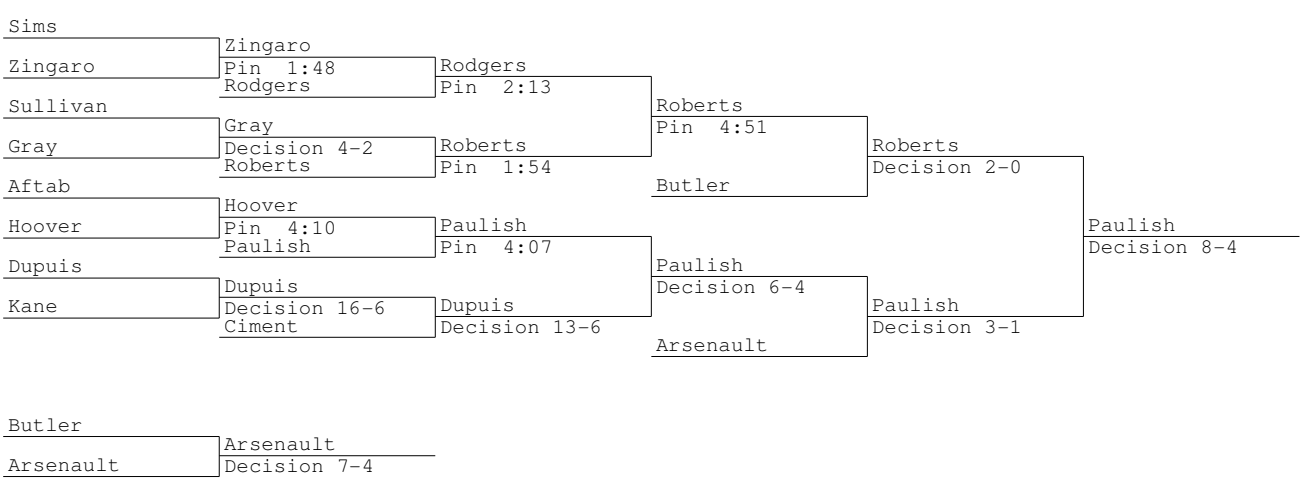 Sims
Zingaro
Zingaro
Pin 1:48
Rodgers
Rodgers
Pin 2:13
Sullivan
Gray
Gray
Decision 4-2
Roberts
Roberts
Pin 1:54
Roberts
Pin 4:51
Butler
Roberts
Decision 2-0
Aftab
Hoover
Hoover
Pin 4:10
Paulish
Paulish
Pin 4:07
Dupuis
Kane
Dupuis
Decision 16-6
Ciment
Dupuis
Decision 13-6
Paulish
Decision 6-4
Arsenault
Paulish
Decision 3-1
Paulish
Decision 8-4
Butler
Arsenault
Arsenault
Decision 7-4